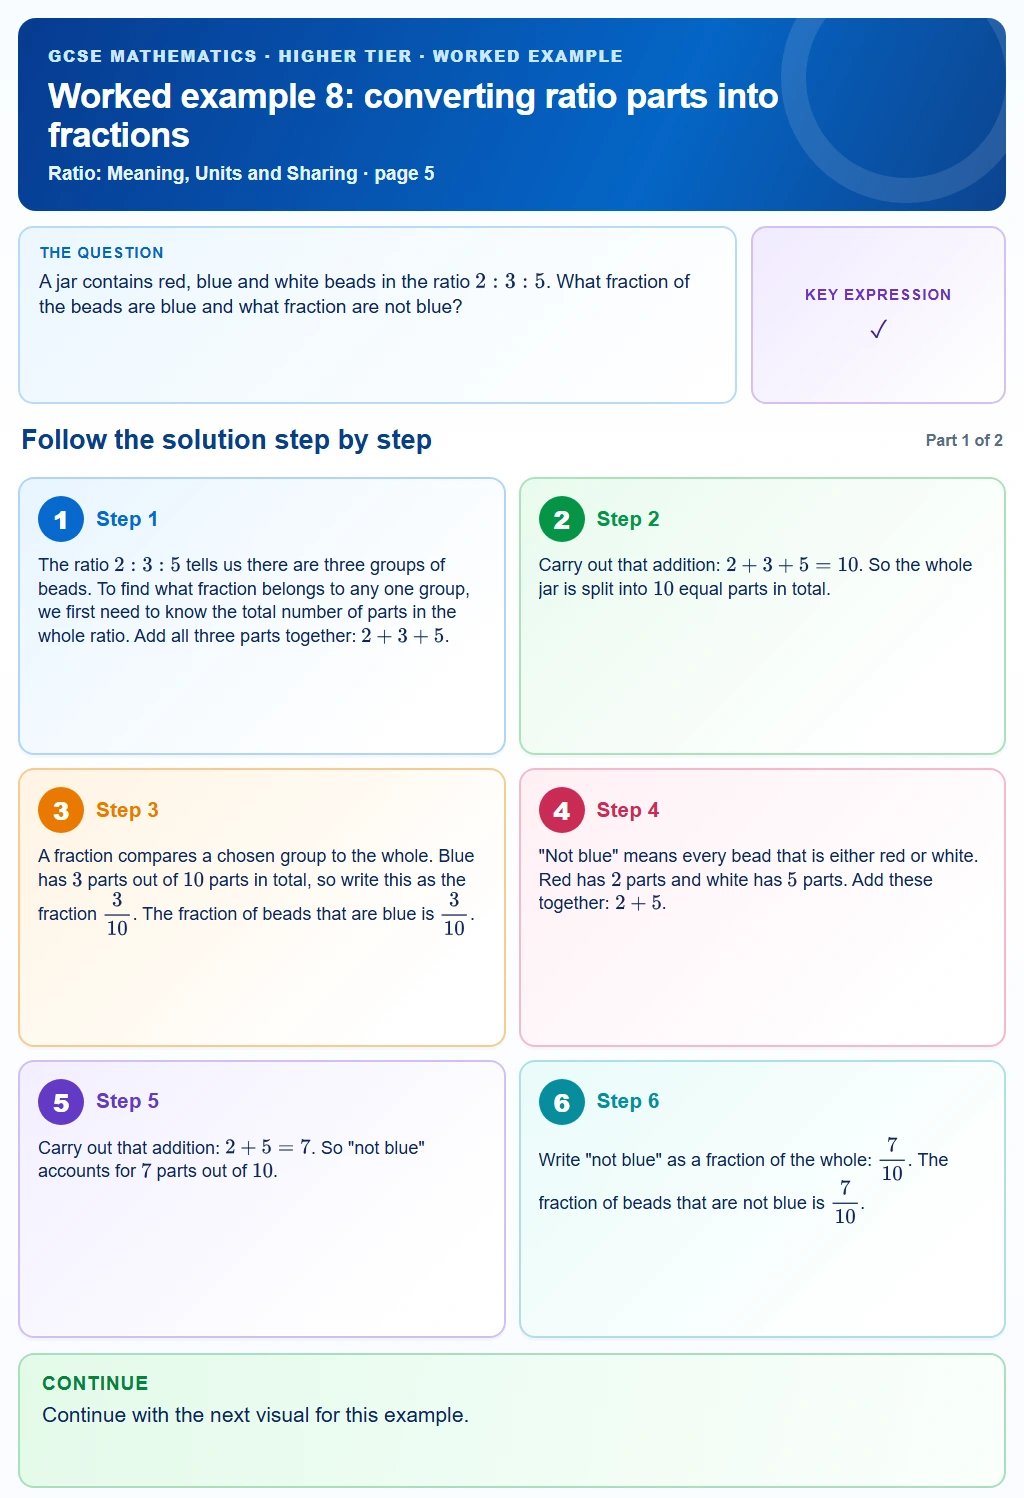 GCSE MATHEMATICS · HIGHER TIER · WORKED EXAMPLE
Worked example 8: converting ratio parts into
fractions
Ratio: Meaning, Units and Sharing · page 5
THE QUESTION
A jar contains red, blue and white beads in the ratio 2 : 3 : 5. What fraction of
the beads are blue and what fraction are not blue?
KEY EXPRESSION
✓
Follow the solution step by step
Part 1 of 2
1 Step 1
The ratio 2 : 3 : 5 tells us there are three groups of
beads. To find what fraction belongs to any one group,
we first need to know the total number of parts in the
whole ratio. Add all three parts together: 2 + 3 + 5.
2 Step 2
Carry out that addition: 2 + 3 + 5 = 10. So the whole
jar is split into 10 equal parts in total.
3 Step 3
A fraction compares a chosen group to the whole. Blue
has 3 parts out of 10 parts in total, so write this as the
fraction 3/10. The fraction of beads that are blue is 3/10.
4 Step 4
"Not blue" means every bead that is either red or white.
Red has 2 parts and white has 5 parts. Add these
together: 2 + 5.
5 Step 5
Carry out that addition: 2 + 5 = 7. So "not blue"
accounts for 7 parts out of 10.
6 Step 6
Write "not blue" as a fraction of the whole: 7/10. The
fraction of beads that are not blue is 7/10.
CONTINUE
Continue with the next visual for this example.